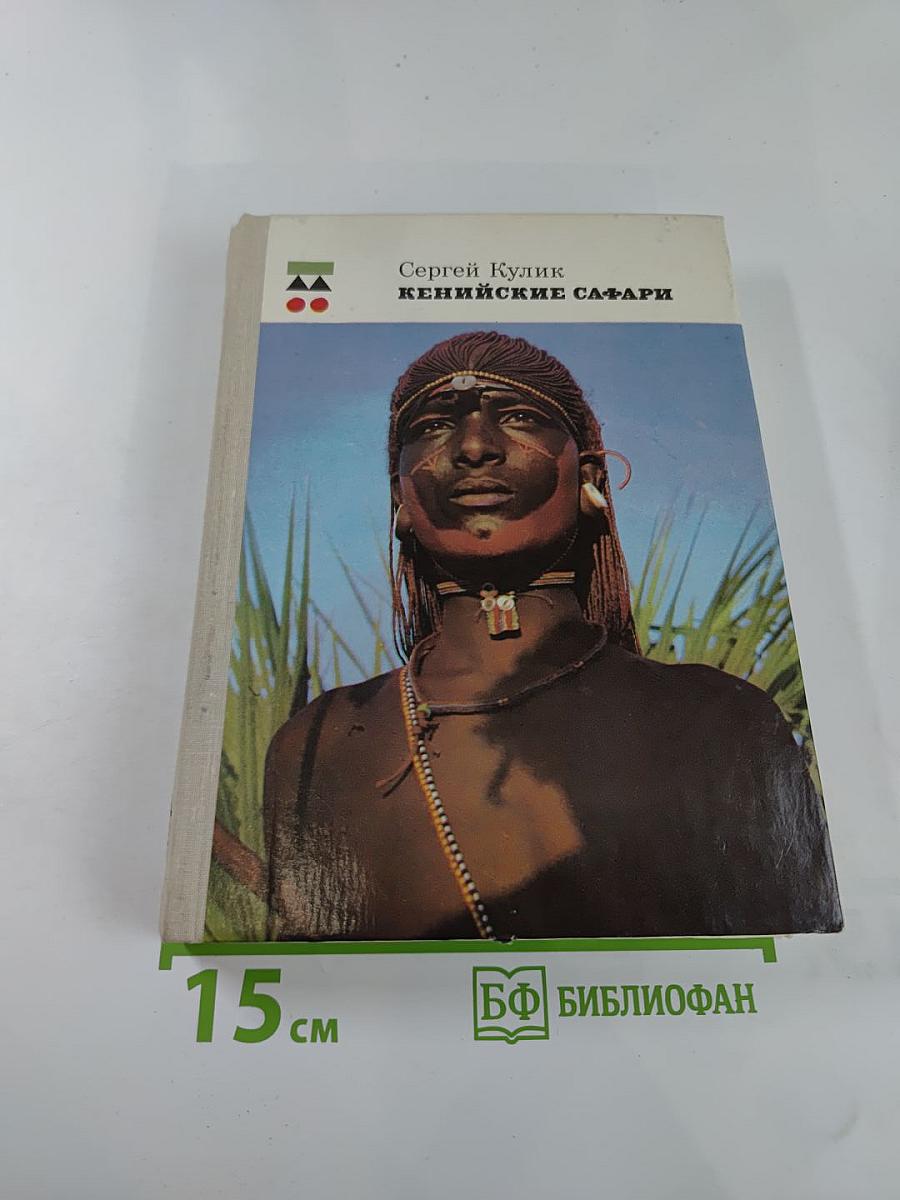 Сергей Кулик
КЕНИЙСКИЕ САФАРИ
15 см
БФ БИБЛИОФАН